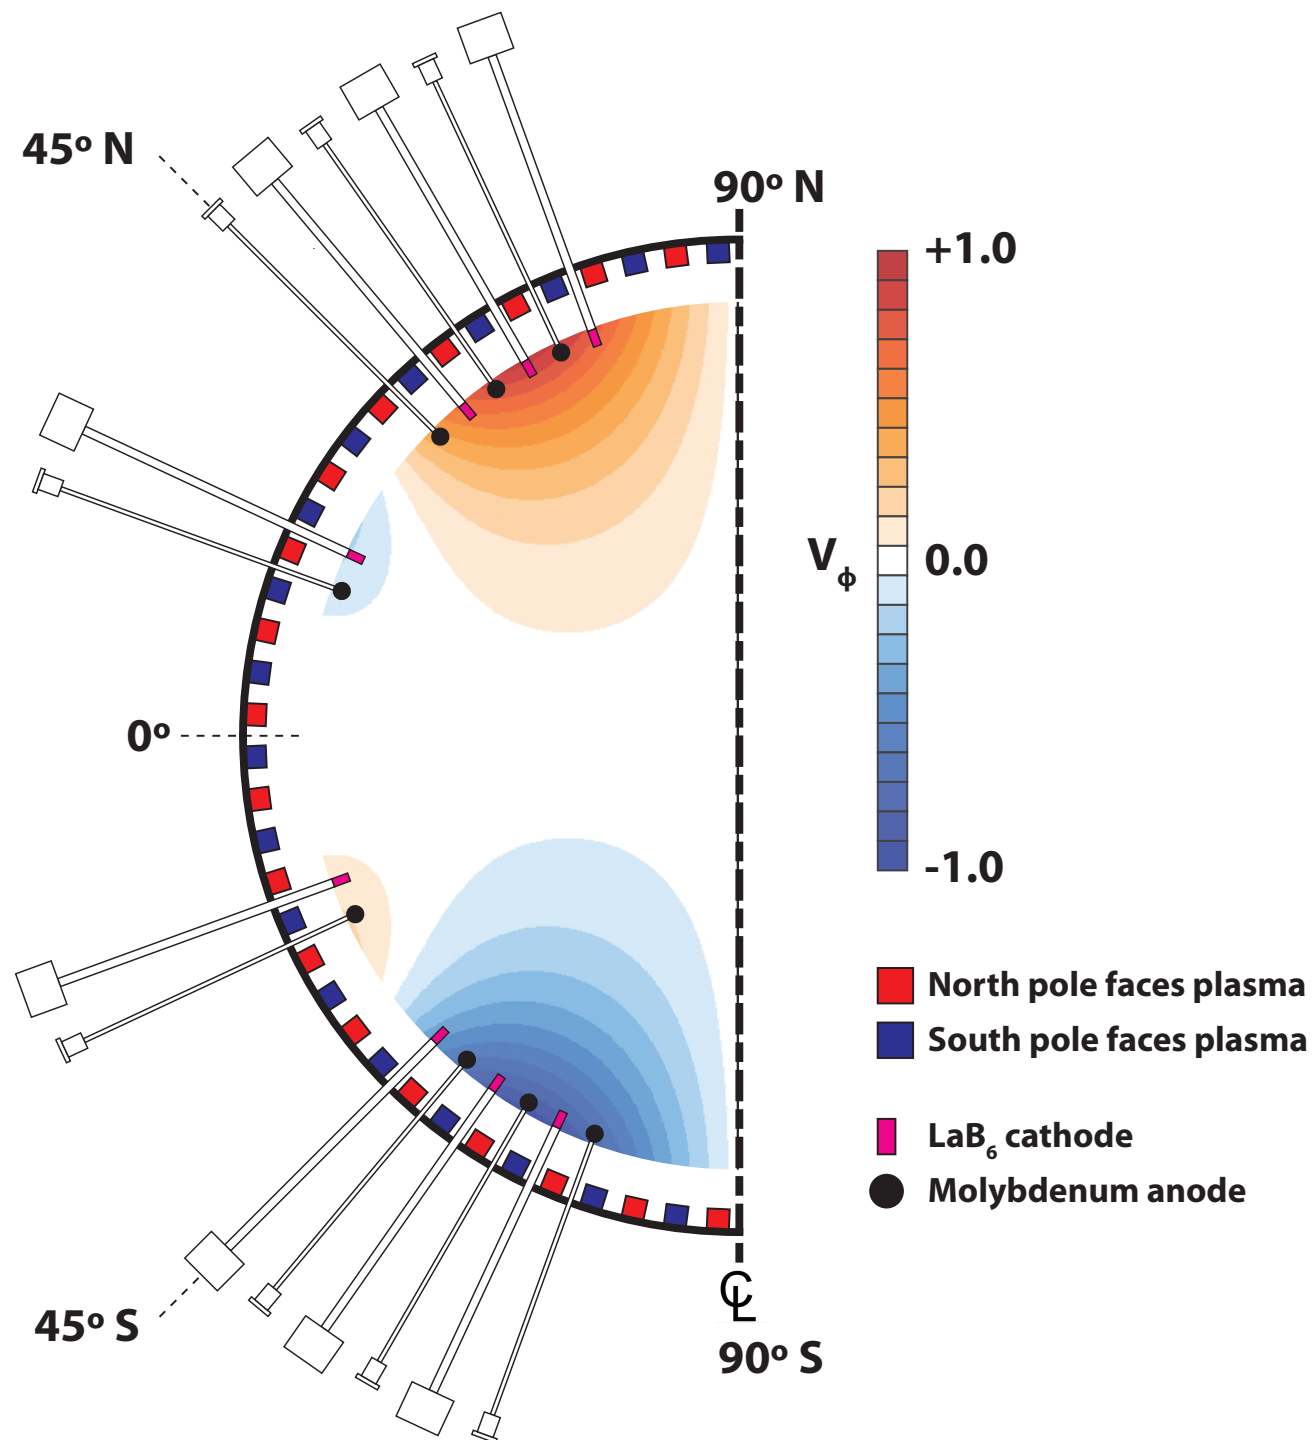 45º N
90º N
+1.0
Vϕ
0.0
0º
-1.0
North pole faces plasma
South pole faces plasma
LaB₆ cathode
Molybdenum anode
45º S
℄
90º S